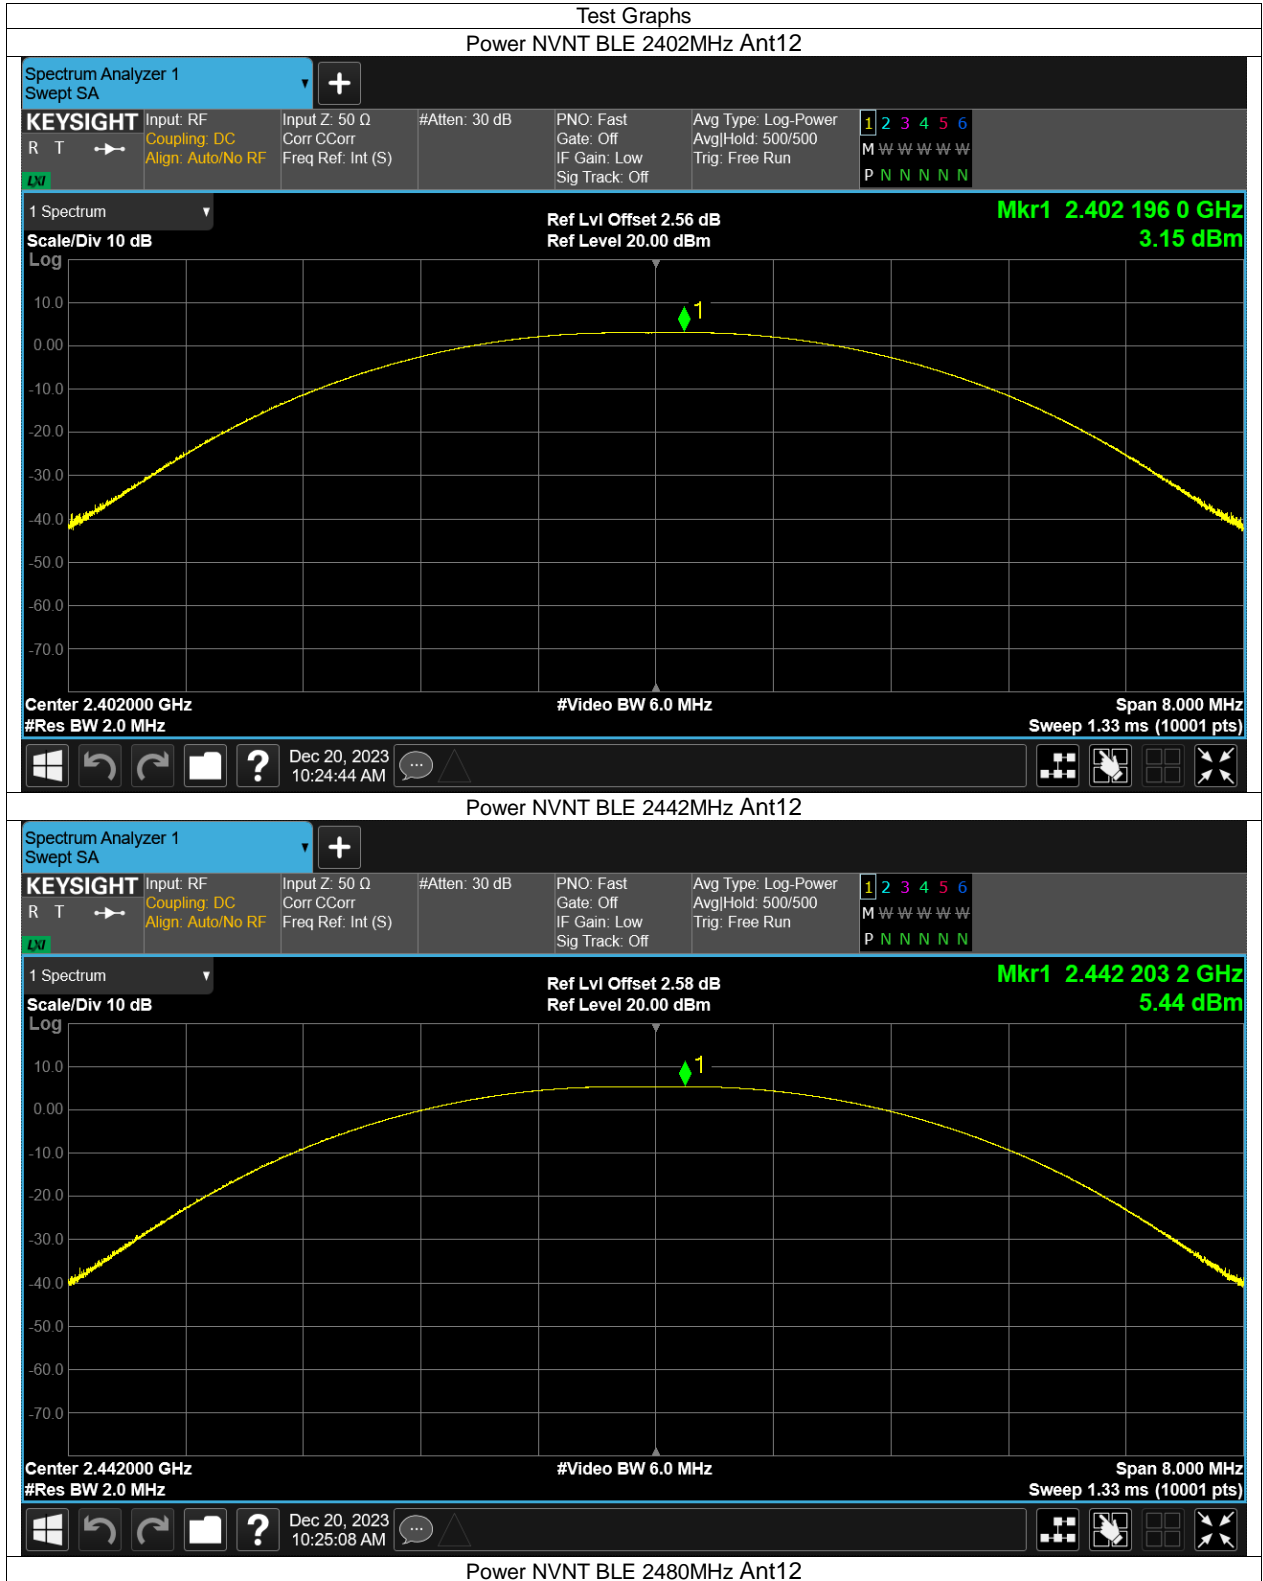 Test Graphs
Power NVNT BLE 2402MHz Ant12
Spectrum Analyzer 1
Swept SA
KEYSIGHT
R T
LXI
Input: RF
Coupling: DC
Align: Auto/No RF
Input Z: 50 Ω
Corr CCorr
Freq Ref: Int (S)
#Atten: 30 dB
PNO: Fast
Gate: Off
IF Gain: Low
Sig Track: Off
Avg Type: Log-Power
Avg|Hold: 500/500
Trig: Free Run
1 2 3 4 5 6
M W W W W W
P N N N N N
1 Spectrum
Scale/Div 10 dB
Ref Lvl Offset 2.56 dB
Ref Level 20.00 dBm
Mkr1 2.402 196 0 GHz
3.15 dBm
Log
10.0
0.00
-10.0
-20.0
-30.0
-40.0
-50.0
-60.0
-70.0
1
Center 2.402000 GHz
#Res BW 2.0 MHz
#Video BW 6.0 MHz
Span 8.000 MHz
Sweep 1.33 ms (10001 pts)
?
Dec 20, 2023
10:24:44 AM
Power NVNT BLE 2442MHz Ant12
Spectrum Analyzer 1
Swept SA
KEYSIGHT
R T
LXI
Input: RF
Coupling: DC
Align: Auto/No RF
Input Z: 50 Ω
Corr CCorr
Freq Ref: Int (S)
#Atten: 30 dB
PNO: Fast
Gate: Off
IF Gain: Low
Sig Track: Off
Avg Type: Log-Power
Avg|Hold: 500/500
Trig: Free Run
1 2 3 4 5 6
M W W W W W
P N N N N N
1 Spectrum
Scale/Div 10 dB
Ref Lvl Offset 2.58 dB
Ref Level 20.00 dBm
Mkr1 2.442 203 2 GHz
5.44 dBm
Log
10.0
0.00
-10.0
-20.0
-30.0
-40.0
-50.0
-60.0
-70.0
1
Center 2.442000 GHz
#Res BW 2.0 MHz
#Video BW 6.0 MHz
Span 8.000 MHz
Sweep 1.33 ms (10001 pts)
?
Dec 20, 2023
10:25:08 AM
Power NVNT BLE 2480MHz Ant12